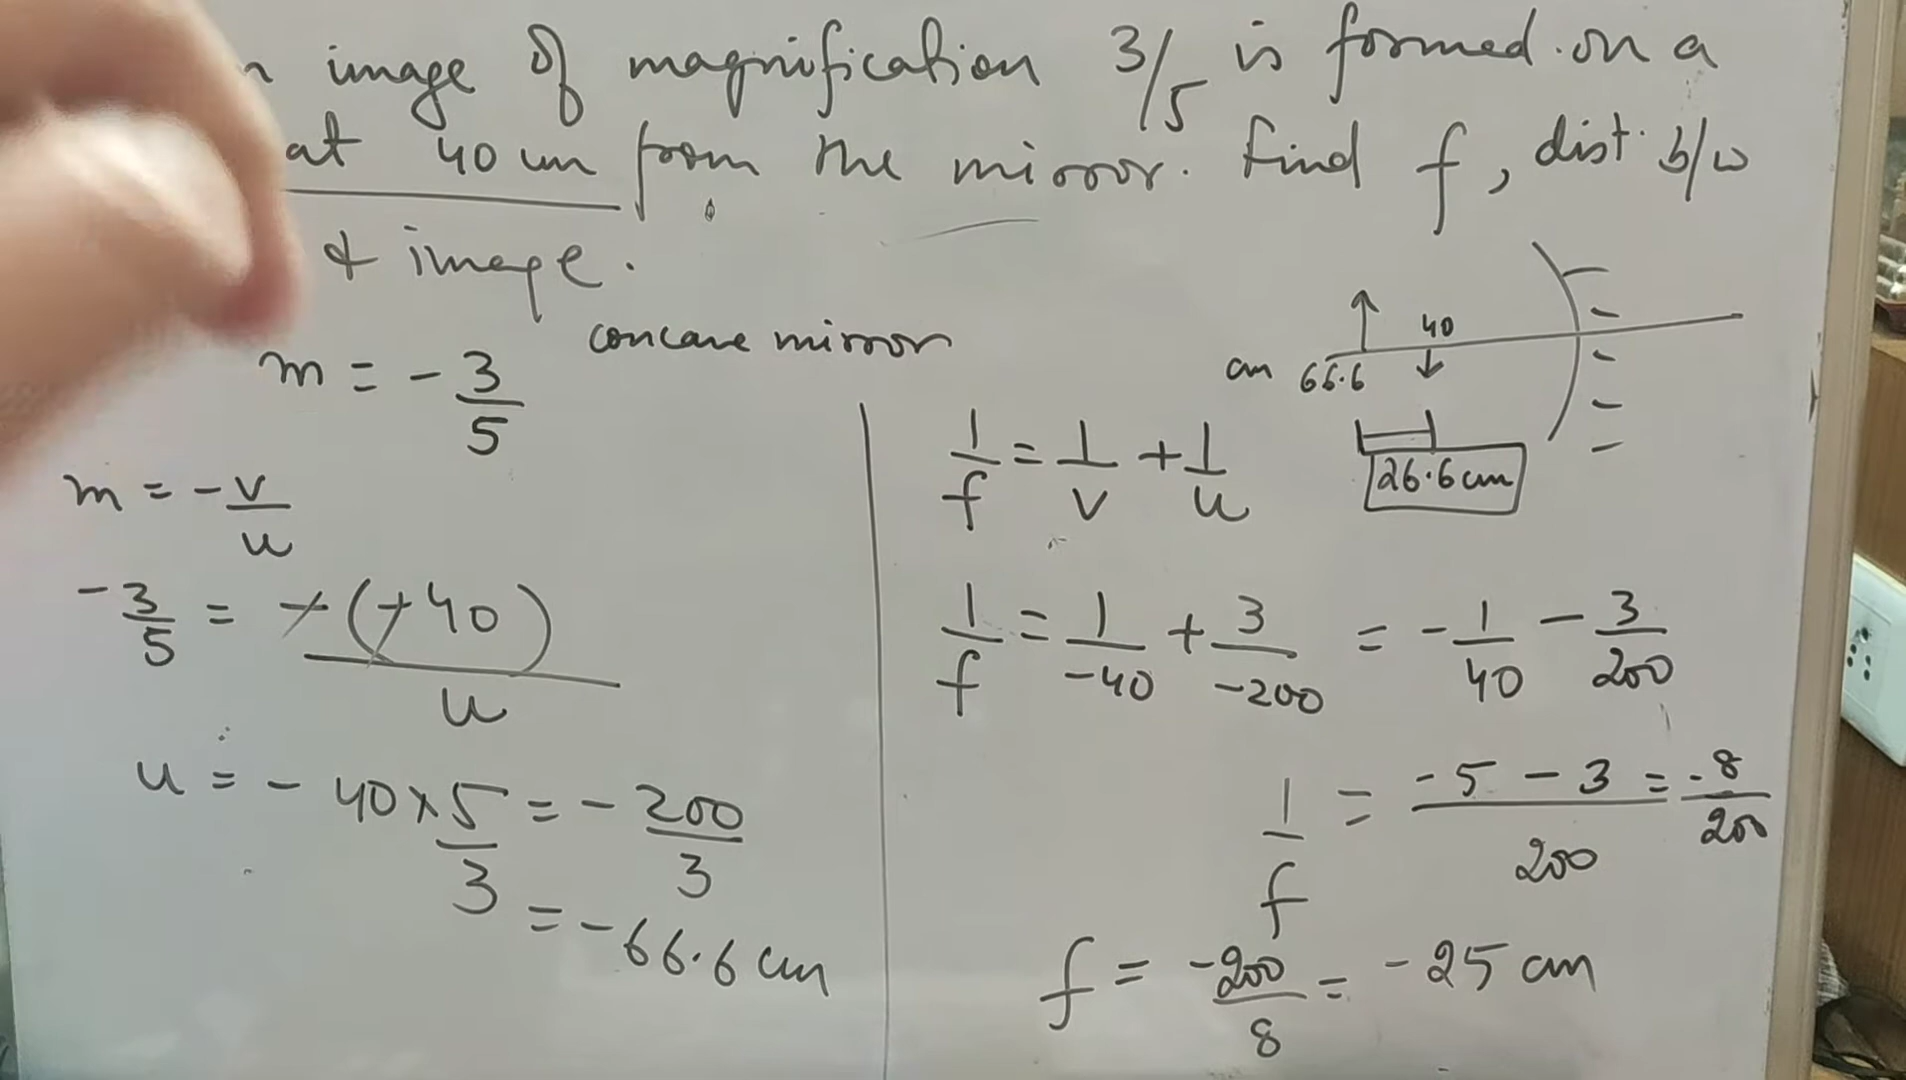 image of magnification 3/5 is formed on a
at 40 cm from the mirror. Find f, dist. b/w
& image.
concave mirror
m = -3/5
m = -v/u
-3/5 = -(-40)/u
u = - 40×5/3 = -200/3
= -66.6 cm
40
cm 66.6
26.6 cm
1/f = 1/v + 1/u
1/f = 1/-40 + 3/-200 = -1/40 - 3/200
1/f = -5 - 3/200 = -8/200
f = -200/8 = -25 cm